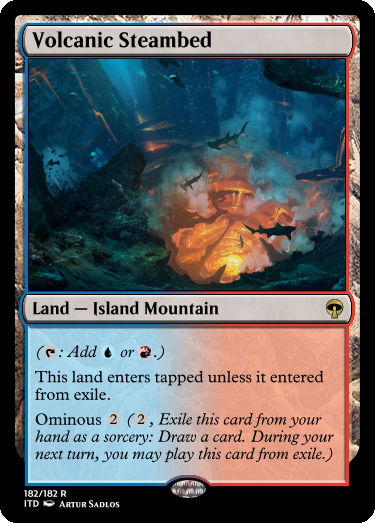 Volcanic Steambed
Land — Island Mountain
(: Add or .)
This land enters tapped unless it entered
from exile.
Ominous 2 (2, Exile this card from your
hand as a sorcery: Draw a card. During your
next turn, you may play this card from exile.)
182/182 R
ITD ARTUR SADLOS